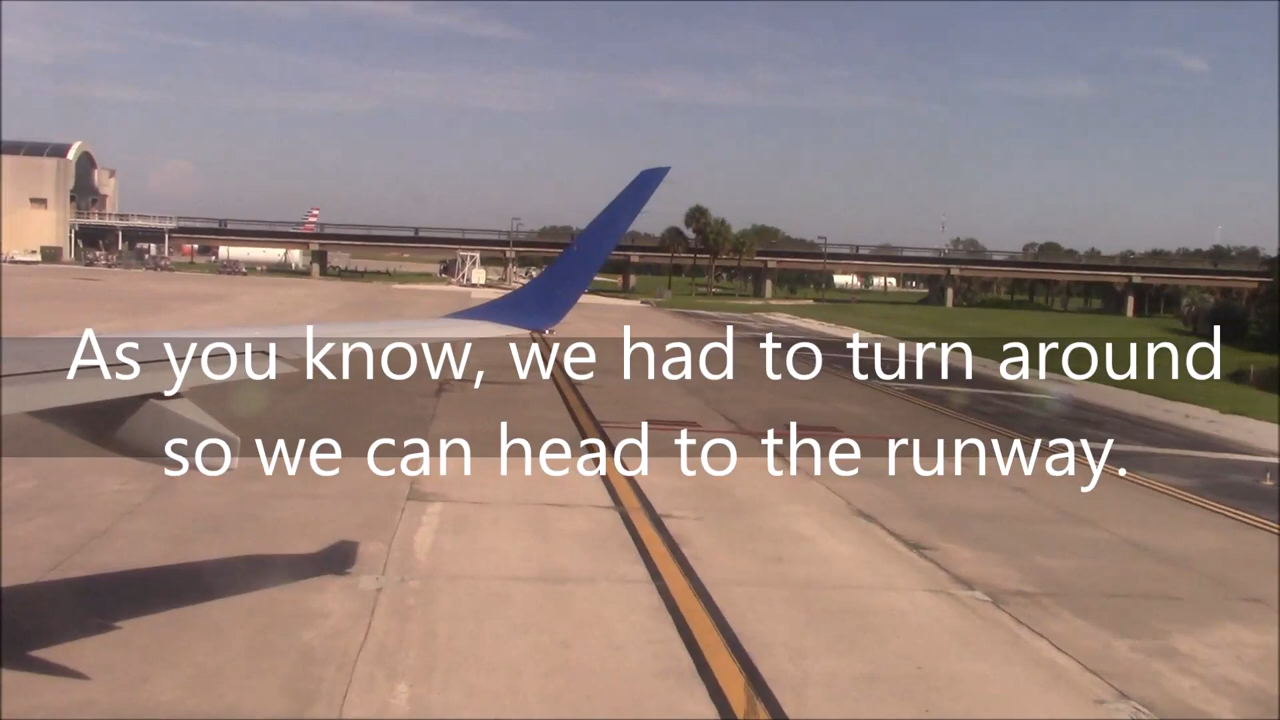 As you know, we had to turn around
so we can head to the runway.